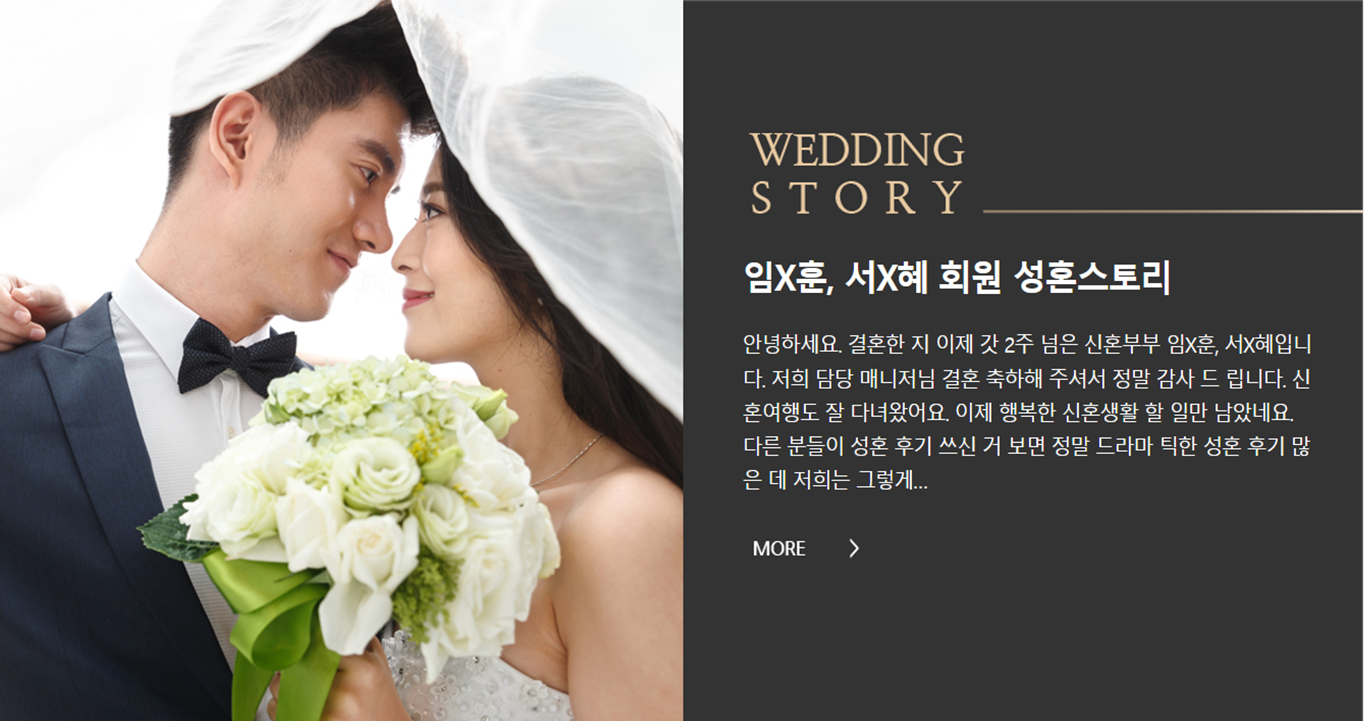 WEDDING
STORY
임X훈, 서X혜 회원 성혼스토리
안녕하세요. 결혼한 지 이제 갓 2주 넘은 신혼부부 임X훈, 서X혜입니
다. 저희 담당 매니저님 결혼 축하해 주셔서 정말 감사 드 립니다. 신
혼여행도 잘 다녀왔어요. 이제 행복한 신혼생활 할 일만 남았네요.
다른 분들이 성혼 후기 쓰신 거 보면 정말 드라마 틱한 성혼 후기 많
은 데 저희는 그렇게...
MORE